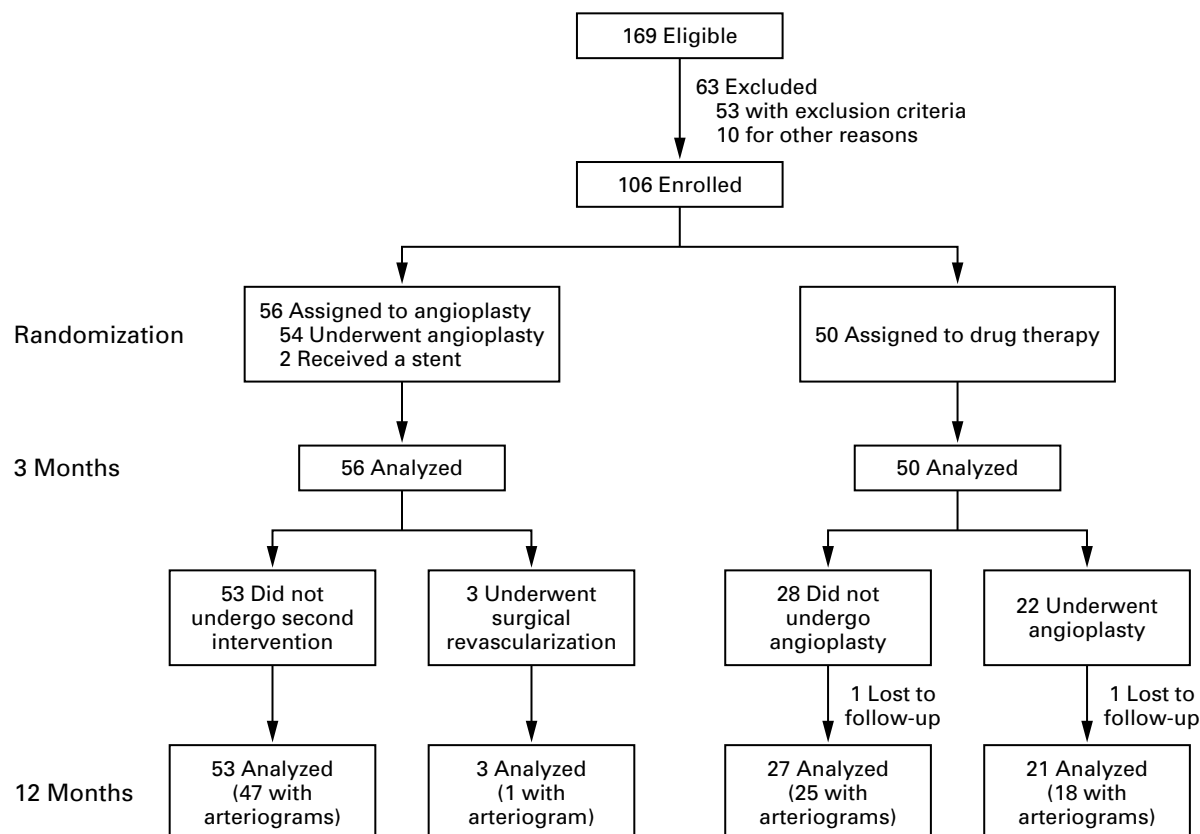 169 Eligible
63 Excluded
53 with exclusion criteria
10 for other reasons
106 Enrolled
Randomization
56 Assigned to angioplasty
54 Underwent angioplasty
2 Received a stent
50 Assigned to drug therapy
3 Months
56 Analyzed
50 Analyzed
53 Did not
undergo second
intervention
3 Underwent
surgical
revascularization
28 Did not
undergo
angioplasty
22 Underwent
angioplasty
1 Lost to
follow-up
1 Lost to
follow-up
12 Months
53 Analyzed
(47 with
arteriograms)
3 Analyzed
(1 with
arteriogram)
27 Analyzed
(25 with
arteriograms)
21 Analyzed
(18 with
arteriograms)